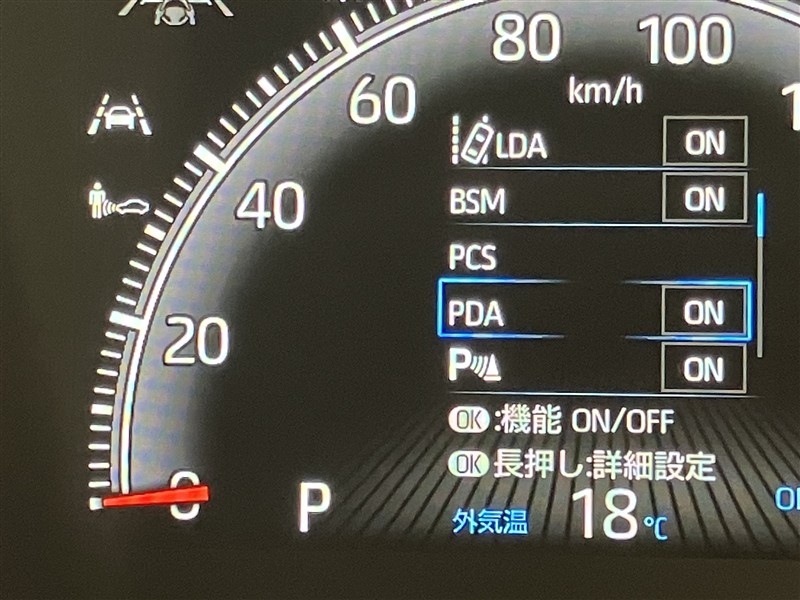 80
100
60
km/h
LDA ON
40
BSM ON
PCS
PDA ON
20
P ON
OK:機能 ON/OFF
OK長押し:詳細設定
0
P
外気温 18℃